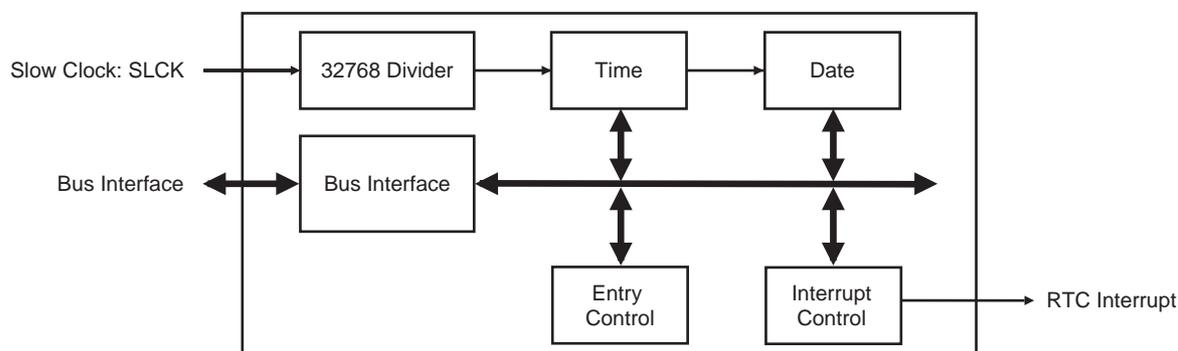 Slow Clock: SLCK
32768 Divider
Time
Date
Bus Interface
Bus Interface
Entry
Control
Interrupt
Control
RTC Interrupt